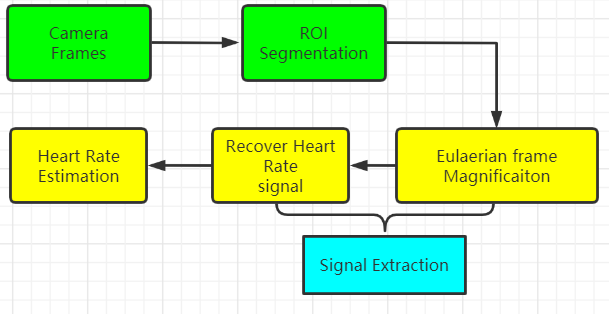 Camera
Frames
ROI
Segmentation
Heart Rate
Estimation
Recover Heart
Rate
signal
Eulaerian frame
Magnificaiton
Signal Extraction